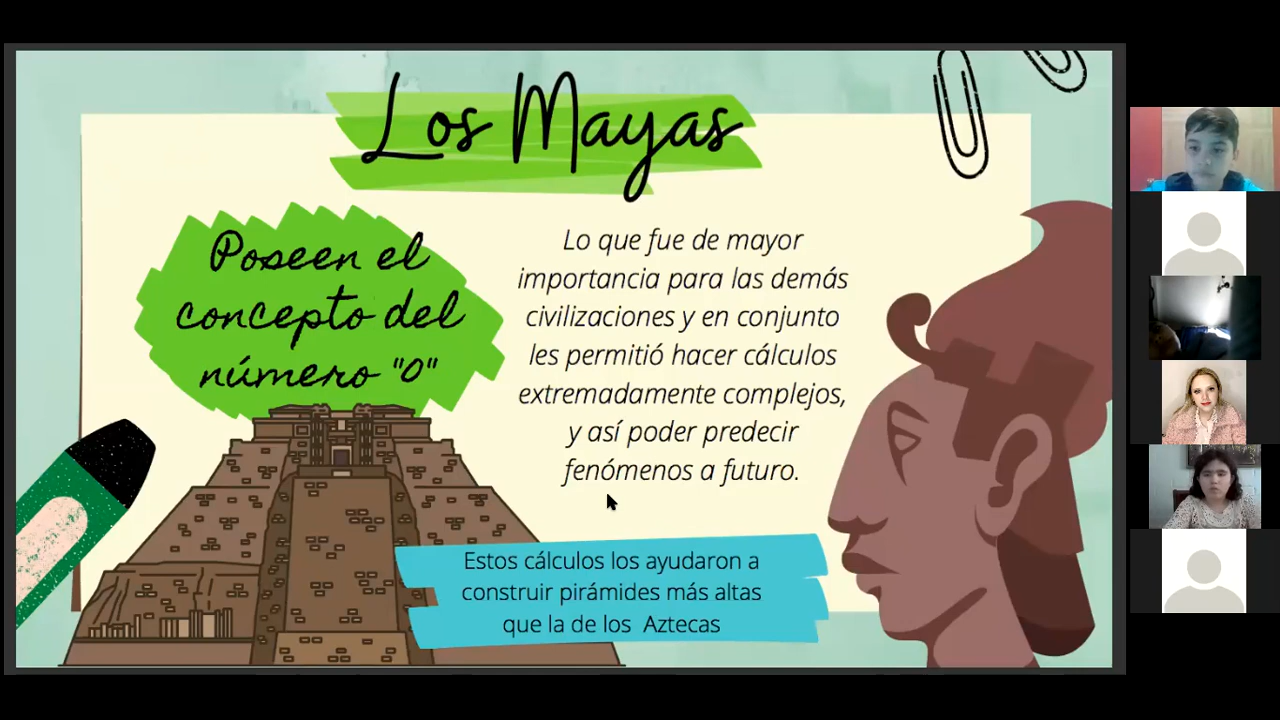 Los Mayas
Poseen el
concepto del
número "0"
Lo que fue de mayor
importancia para las demás
civilizaciones y en conjunto
les permitió hacer cálculos
extremadamente complejos,
y así poder predecir
fenómenos a futuro.
Estos cálculos los ayudaron a
construir pirámides más altas
que la de los Aztecas